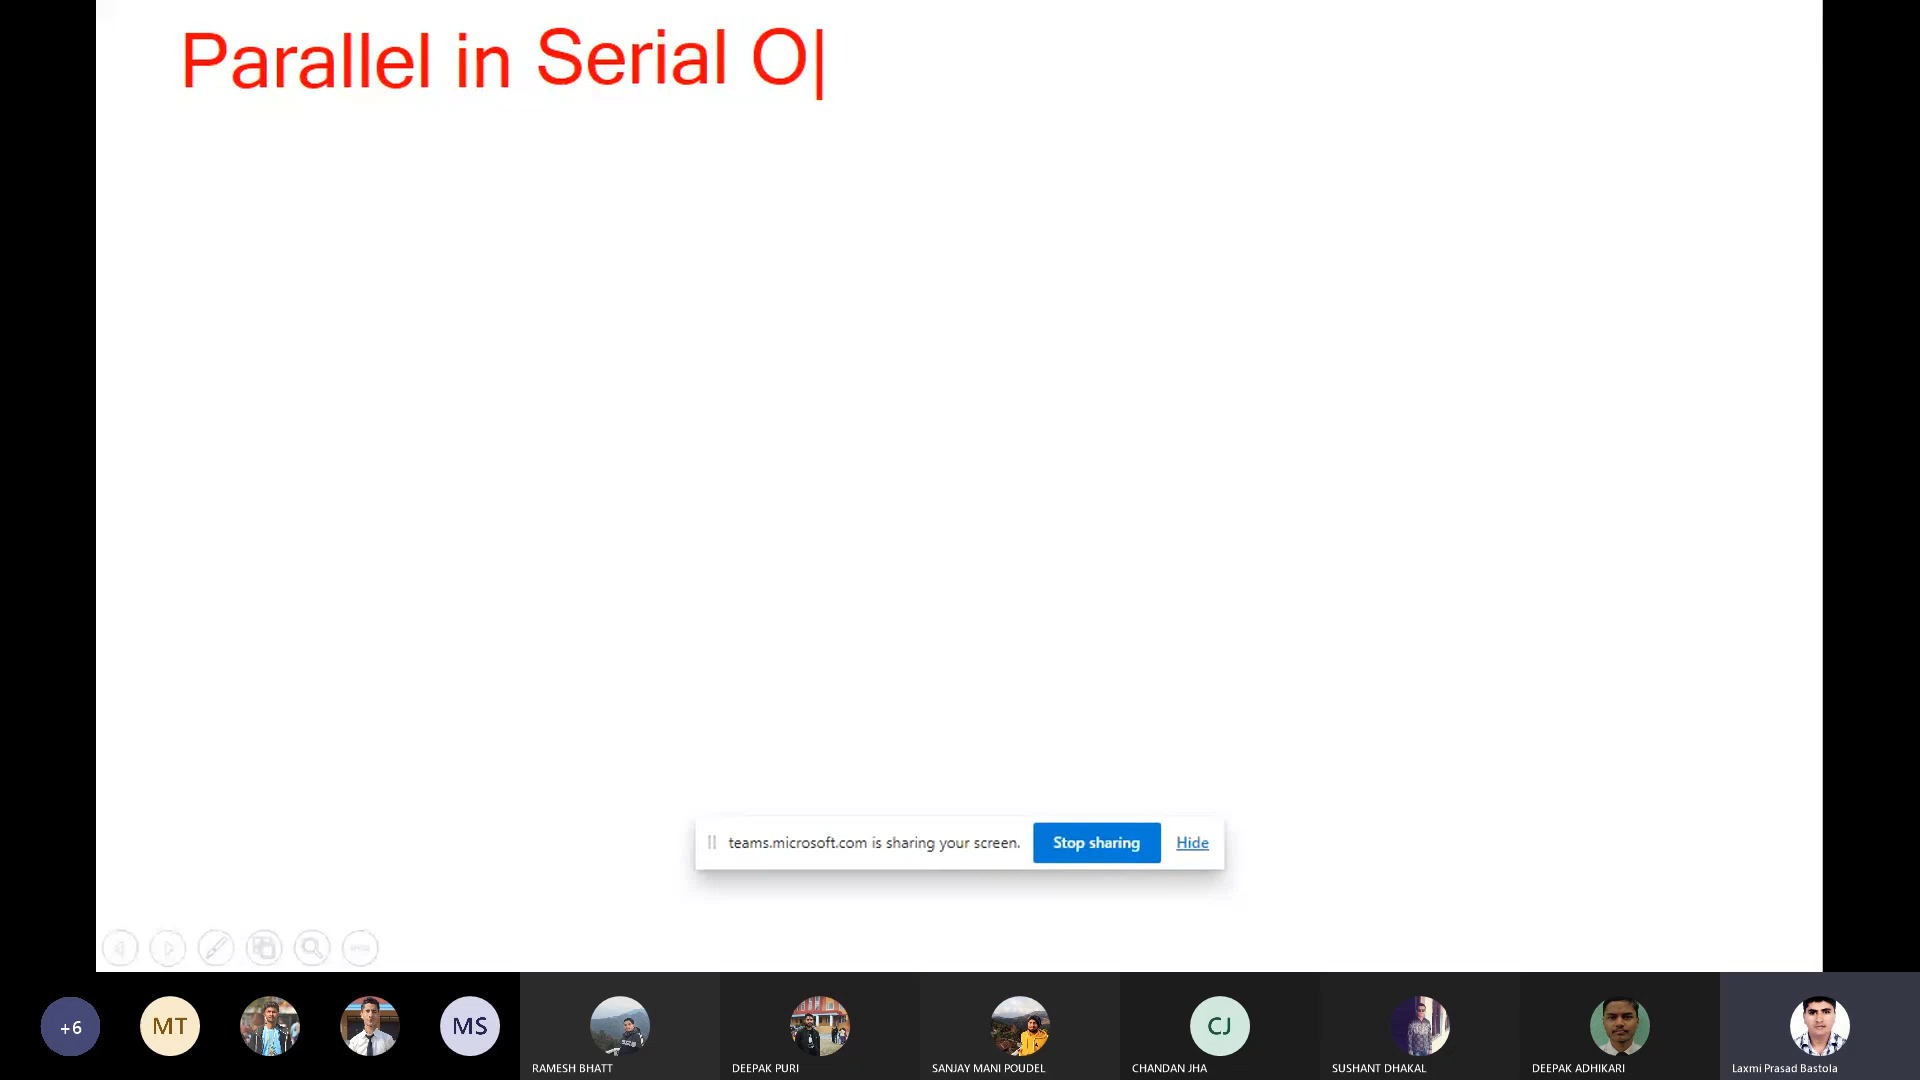 Parallel in Serial O
teams.microsoft.com is sharing your screen. Stop sharing Hide
+6 MT MS CJ
RAMESH BHATT DEEPAK PURI SANJAY MANI POUDEL CHANDAN JHA SUSHANT DHAKAL DEEPAK ADHIKARI Laxmi Prasad Bastola